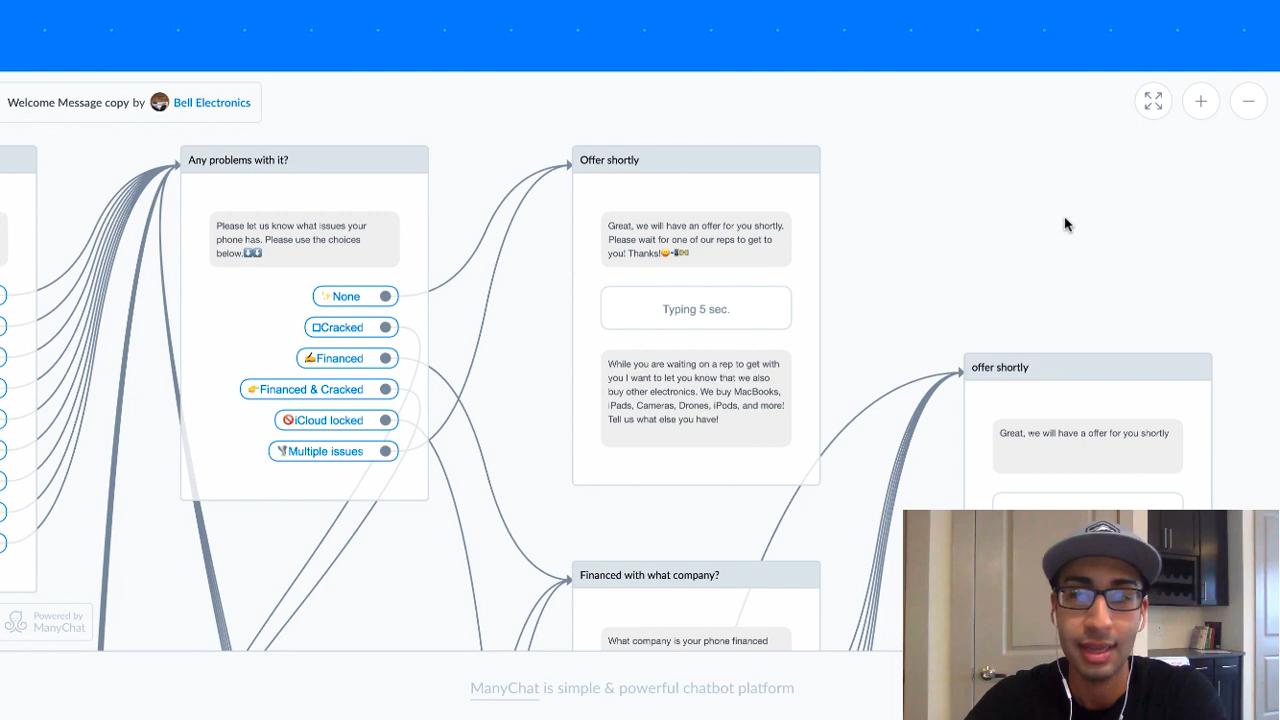 Welcome Message copy by Bell Electronics
Any problems with it?
Please let us know what issues your
phone has. Please use the choices
below.⬇️⬇️
✨None
□Cracked
✍️Financed
👉Financed & Cracked
🚫iCloud locked
Multiple issues
Offer shortly
Great, we will have an offer for you shortly.
Please wait for one of our reps to get to
you! Thanks!😀📲💵
Typing 5 sec.
While you are waiting on a rep to get with
you I want to let you know that we also
buy other electronics. We buy MacBooks,
iPads, Cameras, Drones, iPods, and more!
Tell us what else you have!
offer shortly
Great, we will have a offer for you shortly
Financed with what company?
What company is your phone financed
Powered by
ManyChat
ManyChat is simple & powerful chatbot platform